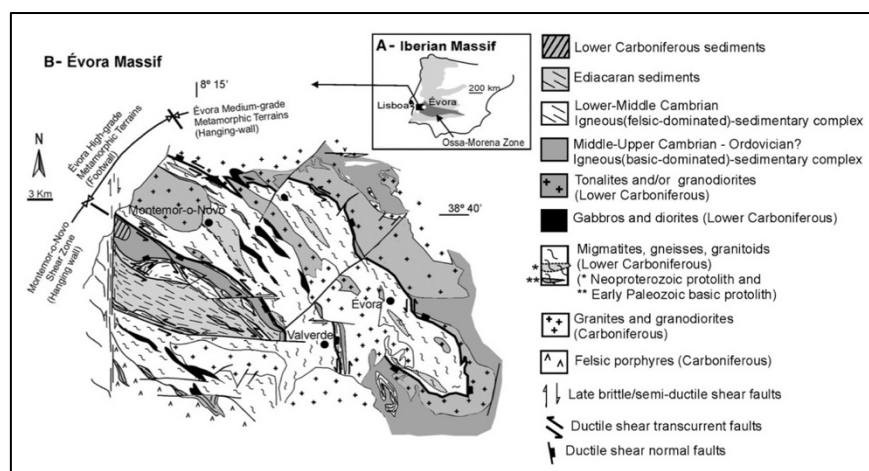 B- Évora Massif
8° 15'
A - Iberian Massif
200 km
Lisboa
Évora
Ossa-Morena Zone
Évora Medium-grade
Metamorphic Terrains
(Hanging-wall)
Évora High-grade
Metamorphic Terrains
(Footwall)
N
3 Km
Montemor-o-Novo
Shear Zone
(Hanging wall)
Montemor-o-Novo
38° 40'
Évora
Valverde
Lower Carboniferous sediments
Ediacaran sediments
Lower-Middle Cambrian
Igneous(felsic-dominated)-sedimentary complex
Middle-Upper Cambrian - Ordovician?
Igneous(basic-dominated)-sedimentary complex
Tonalites and/or granodiorites
(Lower Carboniferous)
Gabbros and diorites (Lower Carboniferous)
Migmatites, gneisses, granitoids
(Lower Carboniferous)
*
(* Neoproterozoic protolith and
**
** Early Paleozoic basic protolith)
Granites and granodiorites
(Carboniferous)
Felsic porphyres (Carboniferous)
Late brittle/semi-ductile shear faults
Ductile shear transcurrent faults
Ductile shear normal faults